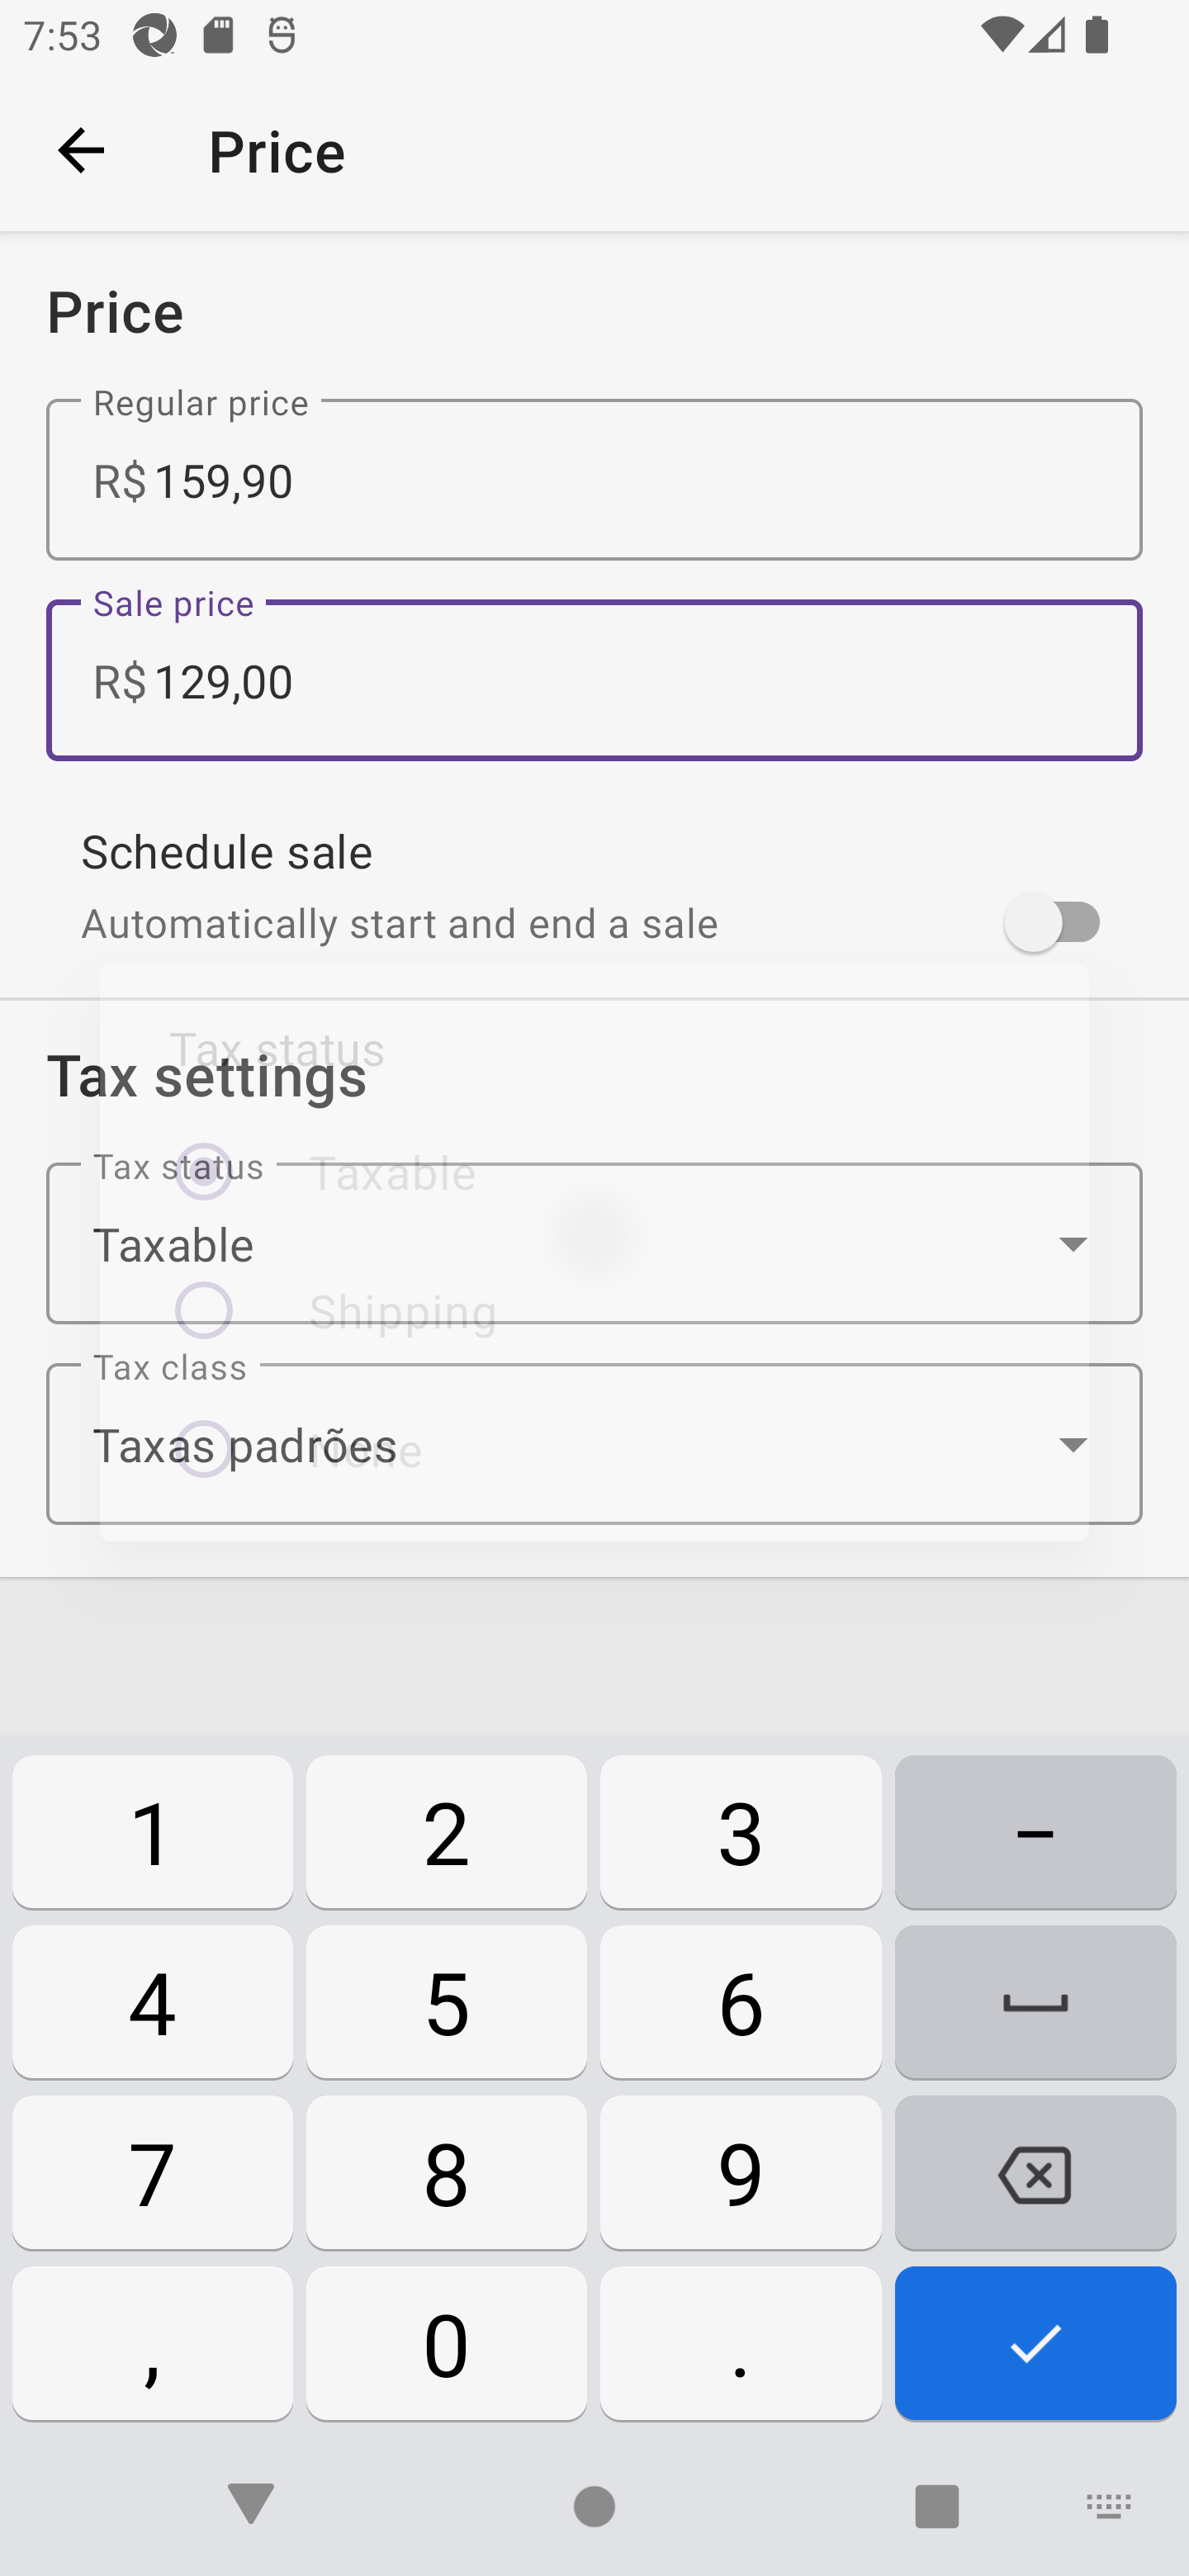 7:53
Price
Price
Regular price
R$ 159,90
Sale price
R$ 129,00
Schedule sale
Automatically start and end a sale
Tax status
Tax settings
Tax status
Taxable
Taxable
Shipping
Tax class
Taxas padrões
None
1 2 3 –
4 5 6
7 8 9
, 0 .